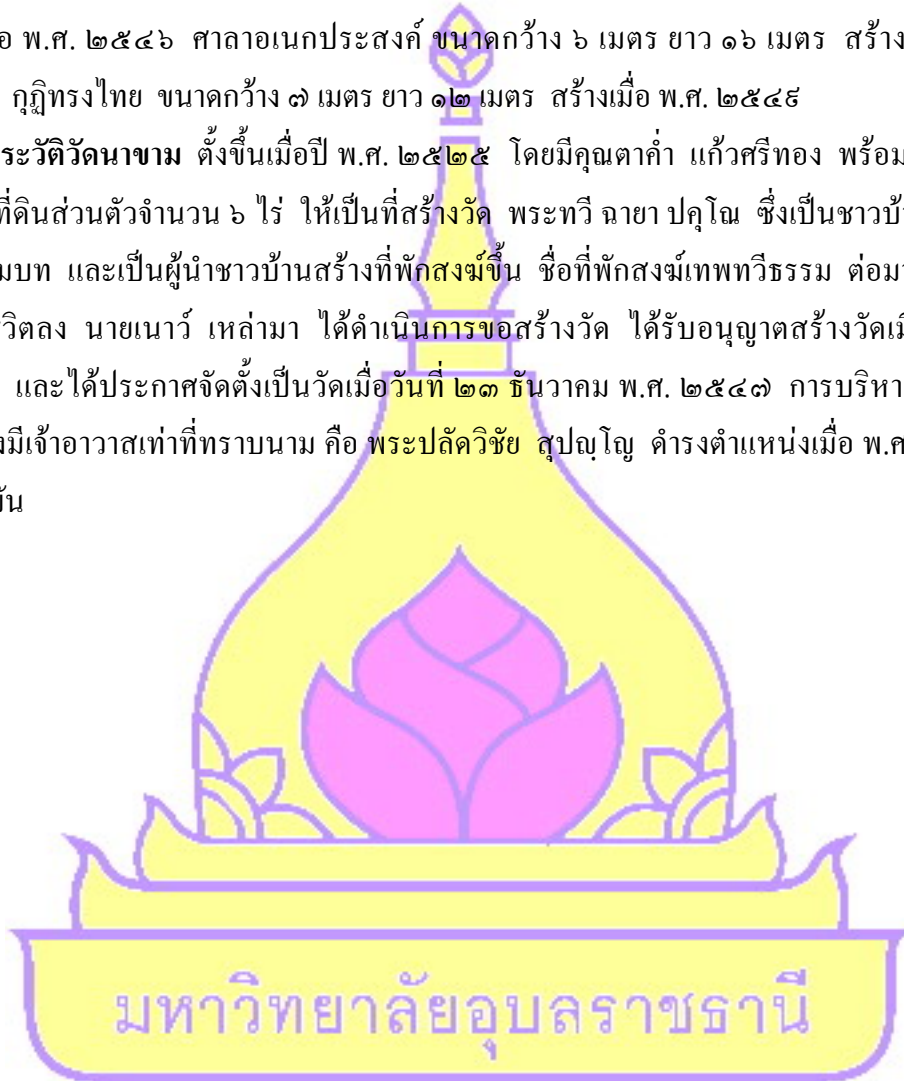 อ พ.ศ. ๒๕๔๖ ศาลาอเนกประสงค์ ขนาดกว้าง ๖ เมตร ยาว ๑๖ เมตร สร้าง
กุฏิทรงไทย ขนาดกว้าง ๗ เมตร ยาว ๑๒ เมตร สร้างเมื่อ พ.ศ. ๒๕๔๙
ระวัติวัดนาขาม ตั้งขึ้นเมื่อปี พ.ศ. ๒๕๒๕ โดยมีคุณตาค่ำ แก้วศรีทอง พร้อม
ที่ดินส่วนตัวจำนวน ๖ ไร่ ให้เป็นที่สร้างวัด พระทวี ฉายา ปคุโณ ซึ่งเป็นชาวบ้
มบท และเป็นผู้นำชาวบ้านสร้างที่พักสงฆ์ขึ้น ชื่อที่พักสงฆ์เทพทวีธรรม ต่อมา
วิตลง นายเนาว์ เหล่ามา ได้ดำเนินการขอสร้างวัด ได้รับอนุญาตสร้างวัดเมื
และได้ประกาศจัดตั้งเป็นวัดเมื่อวันที่ ๒๓ ธันวาคม พ.ศ. ๒๕๔๗ การบริหา
งมีเจ้าอาวาสเท่าที่ทราบนาม คือ พระปลัดวิชัย สุปญฺโญ ดำรงตำแหน่งเมื่อ พ.ศ
ต้น
มหาวิทยาลัยอุบลราชธานี